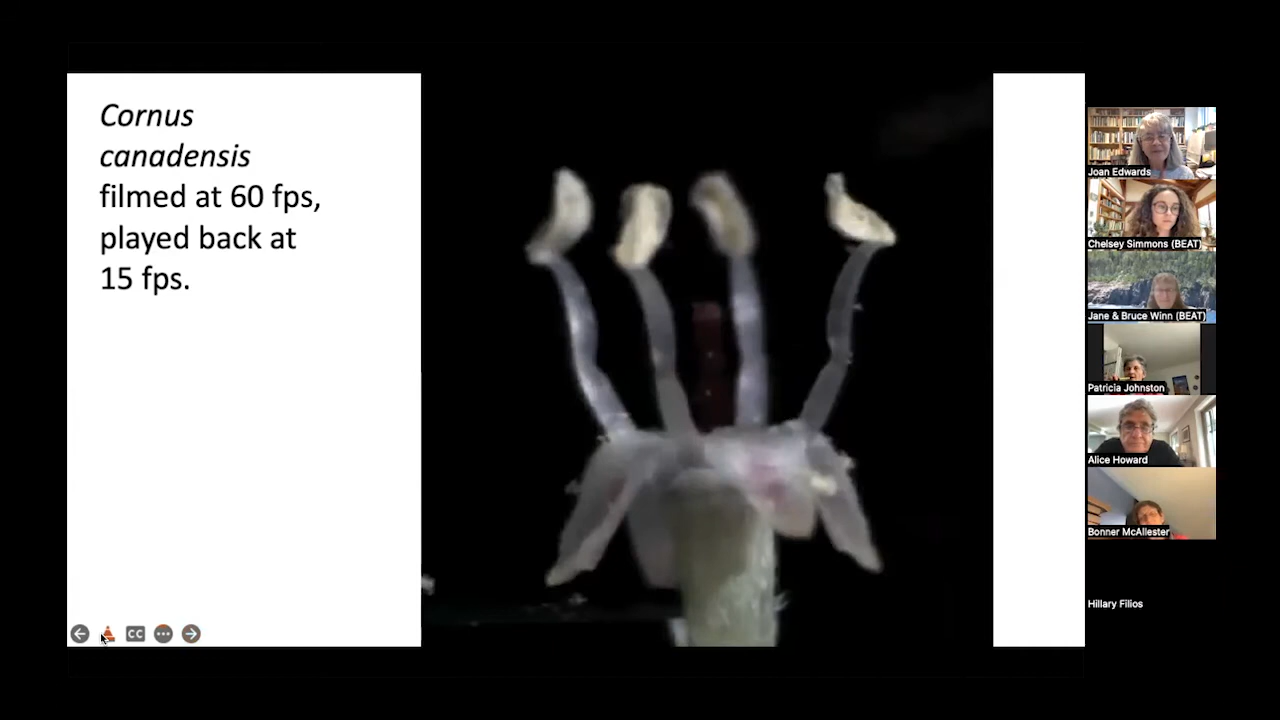 Cornus
canadensis
filmed at 60 fps,
played back at
15 fps.
CC
Joan Edwards
Chelsey Simmons (BEAT)
Jane & Bruce Winn (BEAT)
Patricia Johnston
Alice Howard
Bonner McAllester
Hillary Filios